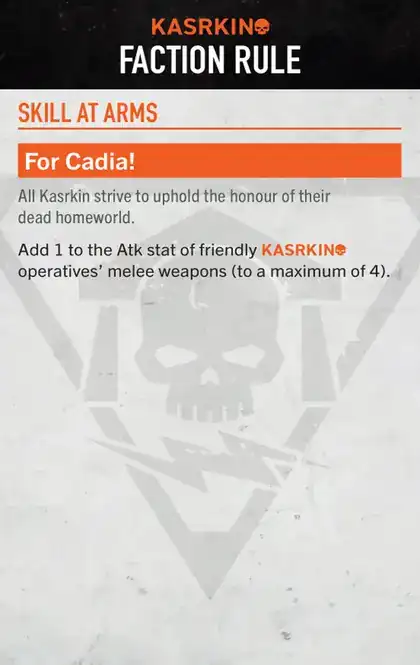 KASRKIN
FACTION RULE
SKILL AT ARMS
For Cadia!
All Kasrkin strive to uphold the honour of their
dead homeworld.
Add 1 to the Atk stat of friendly KASRKIN
operatives’ melee weapons (to a maximum of 4).